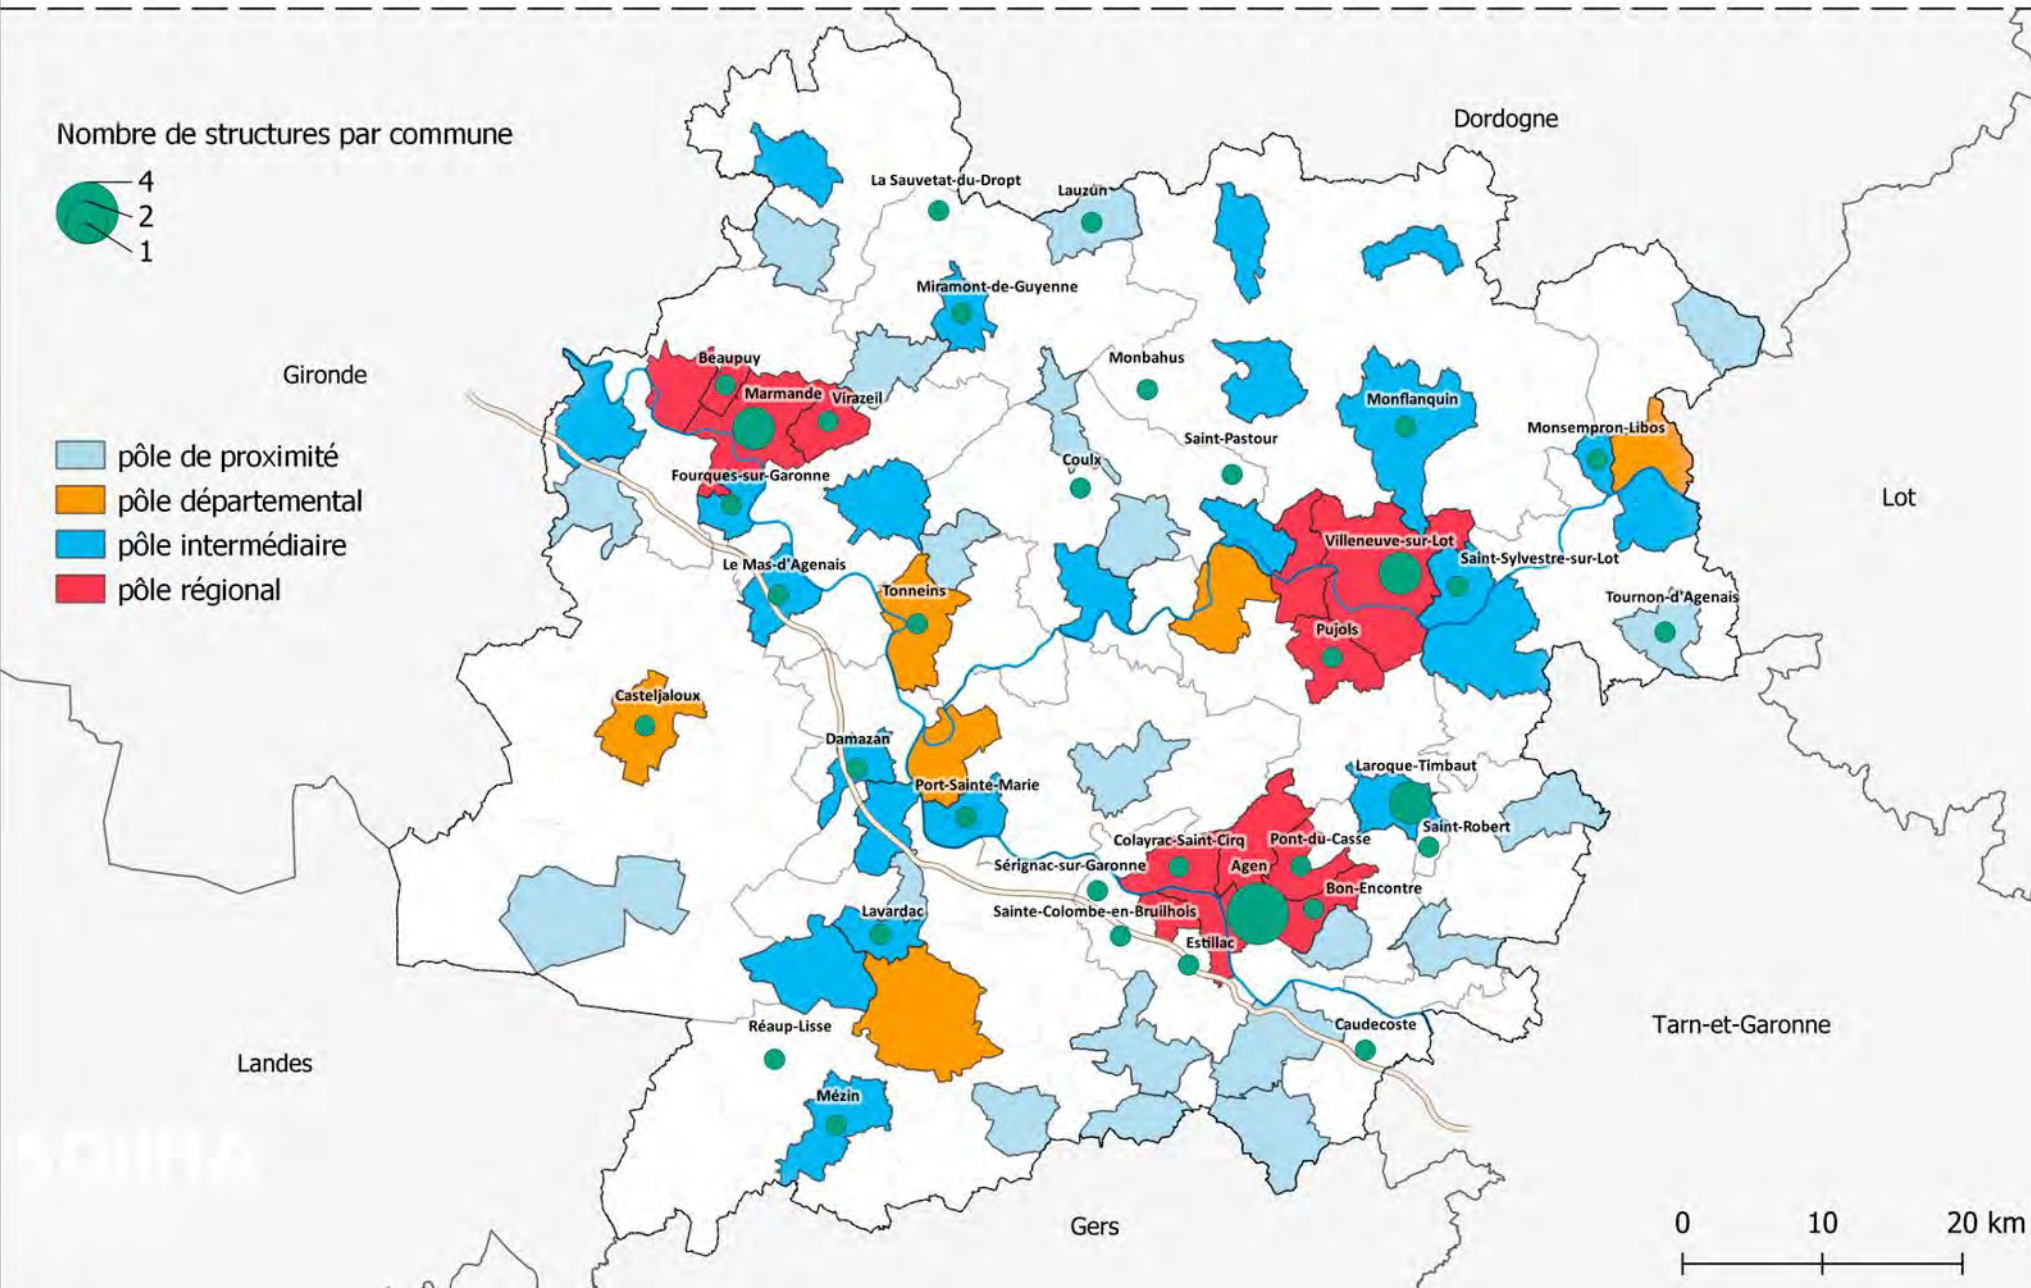 Nombre de structures par commune
4
2
1
Dordogne
La Sauvetat-du-Dropt
Lauzun
Miramont-de-Guyenne
Gironde
Beaupuy
Marmande
Virazeil
Monbahus
Monflanquin
Monsempron-Libos
Saint-Pastour
Coulx
Fourques-sur-Garonne
Lot
pôle de proximité
pôle départemental
pôle intermédiaire
pôle régional
Villeneuve-sur-Lot
Saint-Sylvestre-sur-Lot
Le Mas-d'Agenais
Tonneins
Tournon-d'Agenais
Pujols
Casteljaloux
Damazan
Port-Sainte-Marie
Laroque-Timbaut
Saint-Robert
Colayrac-Saint-Cirq
Pont-du-Casse
Sérignac-sur-Garonne
Agen
Bon-Encontre
Lavardac
Sainte-Colombe-en-Bruilhois
Estillac
Réaup-Lisse
Caudecoste
Tarn-et-Garonne
Landes
Mézin
Gers
0 10 20 km